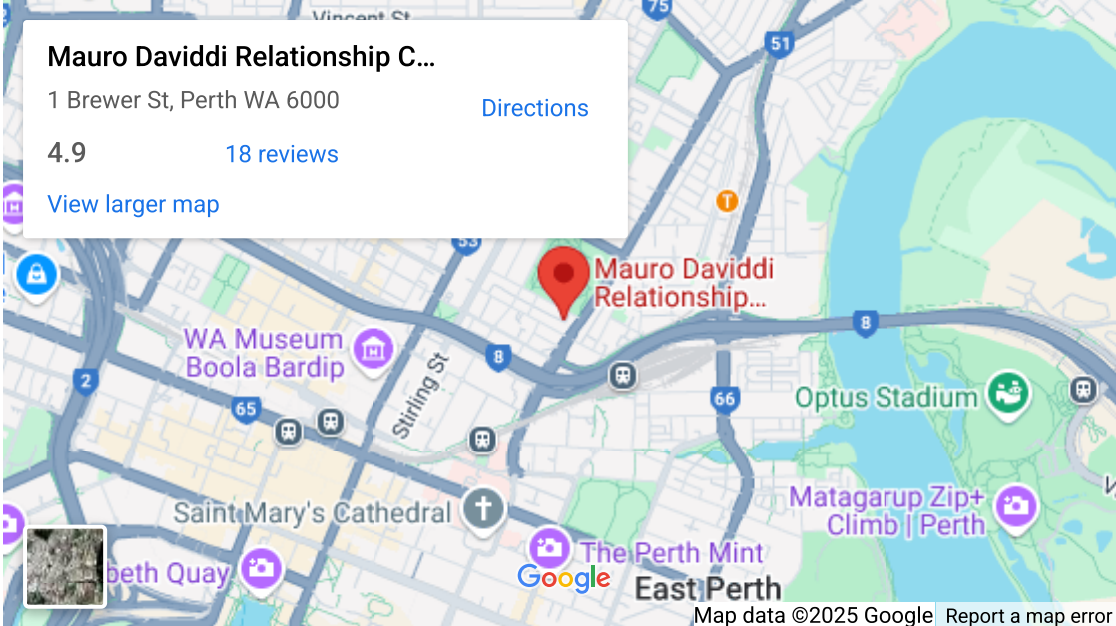 Vincent St
75
51
Mauro Daviddi Relationship C...
1 Brewer St, Perth WA 6000
Directions
4.9
18 reviews
View larger map
T
53
Mauro Daviddi
Relationship...
8
WA Museum
Boola Bardip
8
Stirling St
2
65
66
Optus Stadium
Saint Mary's Cathedral
Matagarup Zip+
Climb | Perth
The Perth Mint
beth Quay
Google
East Perth
Map data ©2025 Google
Report a map error